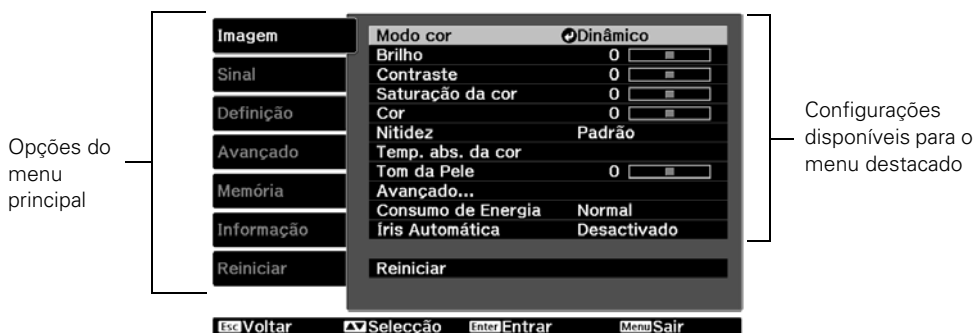 Opções do
menu
principal
Imagem
Sinal
Definição
Avançado
Memória
Informação
Reiniciar
Modo cor Dinâmico
Brilho 0
Contraste 0
Saturação da cor 0
Cor 0
Nitidez Padrão
Temp. abs. da cor
Tom da Pele 0
Avançado...
Consumo de Energia Normal
Íris Automática Desactivado
Reiniciar
Esc Voltar Selecção Enter Entrar Menu Sair
Configurações
disponíveis para o
menu destacado